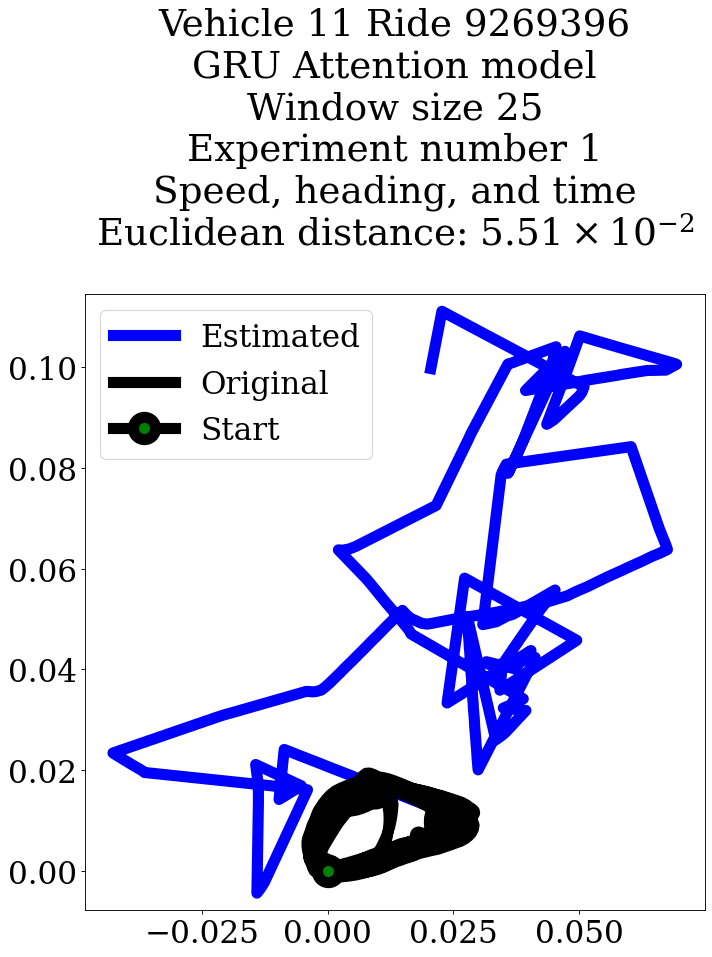 Vehicle 11 Ride 9269396
GRU Attention model
Window size 25
Experiment number 1
Speed, heading, and time
Euclidean distance: 5.51 × 10⁻²
Estimated
Original
Start
0.10
0.08
0.06
0.04
0.02
0.00
−0.025 0.000 0.025 0.050